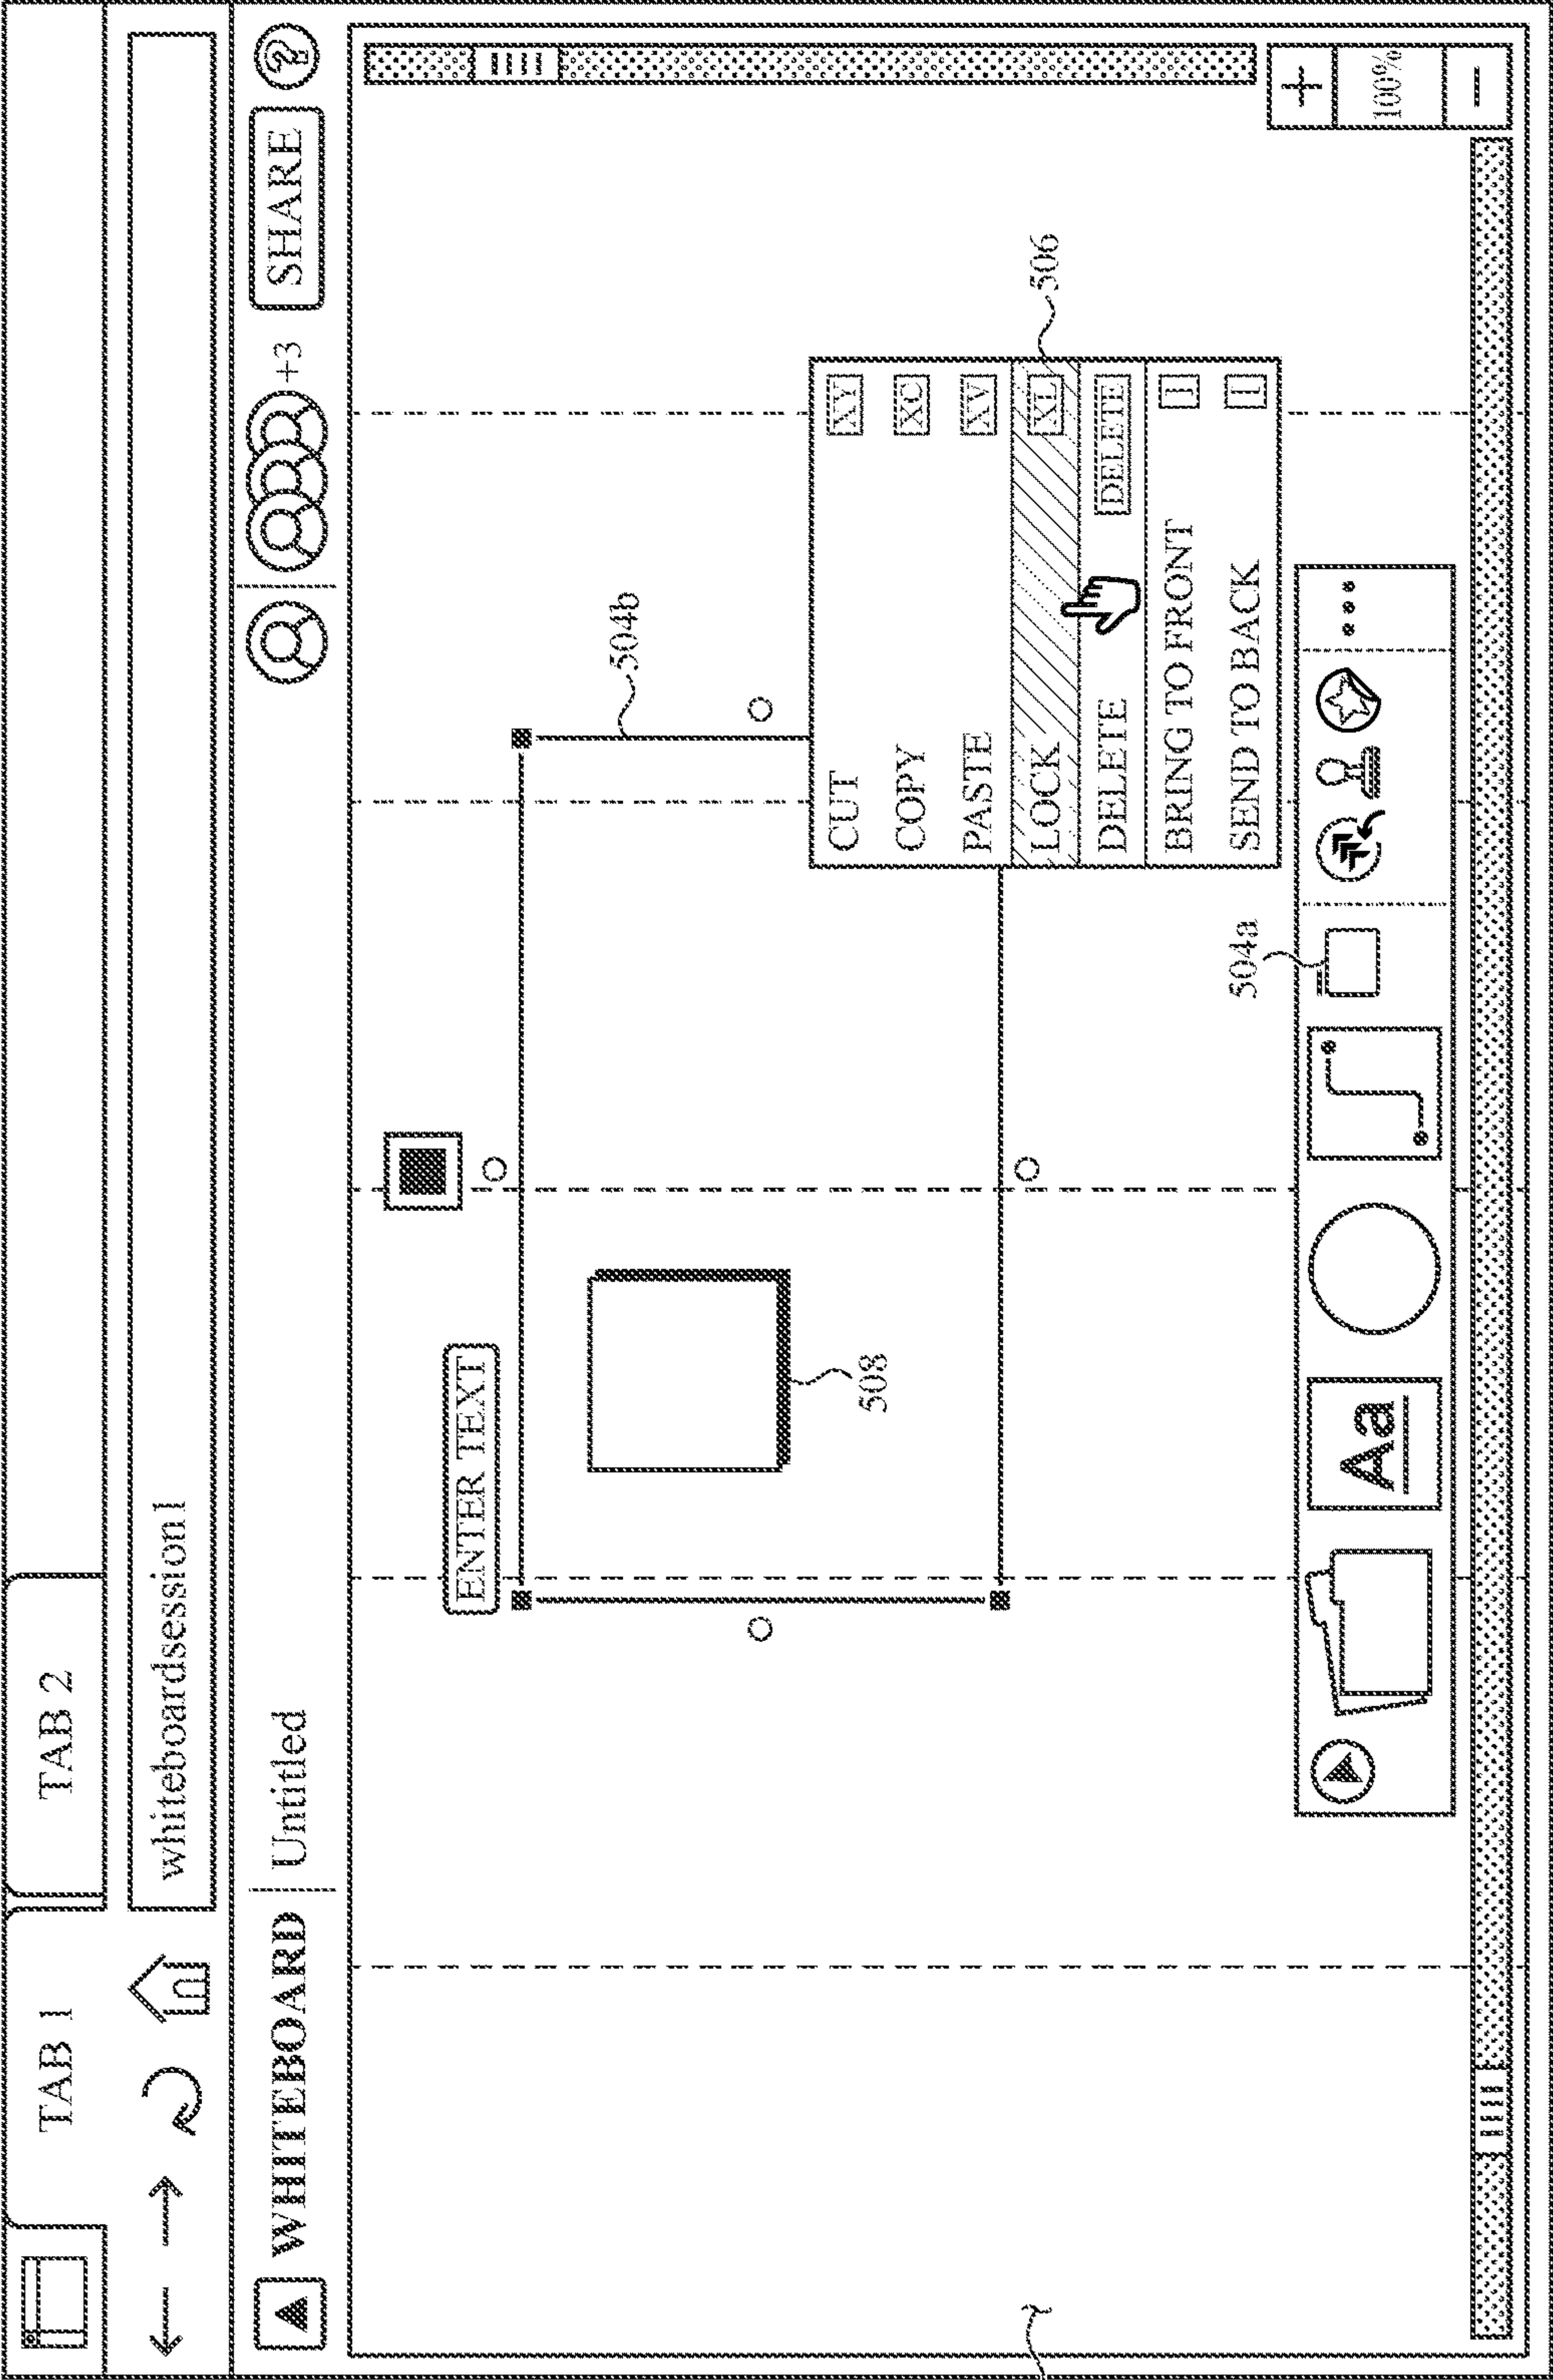 TAB 1
TAB 2
whiteboardsession1
WHITEBOARD
Untitled
+3
SHARE
?
ENTER TEXT
504b
508
CUT XY
COPY XC
PASTE XV
LOCK XL
506
DELETE DELETE
BRING TO FRONT ]
SEND TO BACK [
504a
Aa
+
100%
−